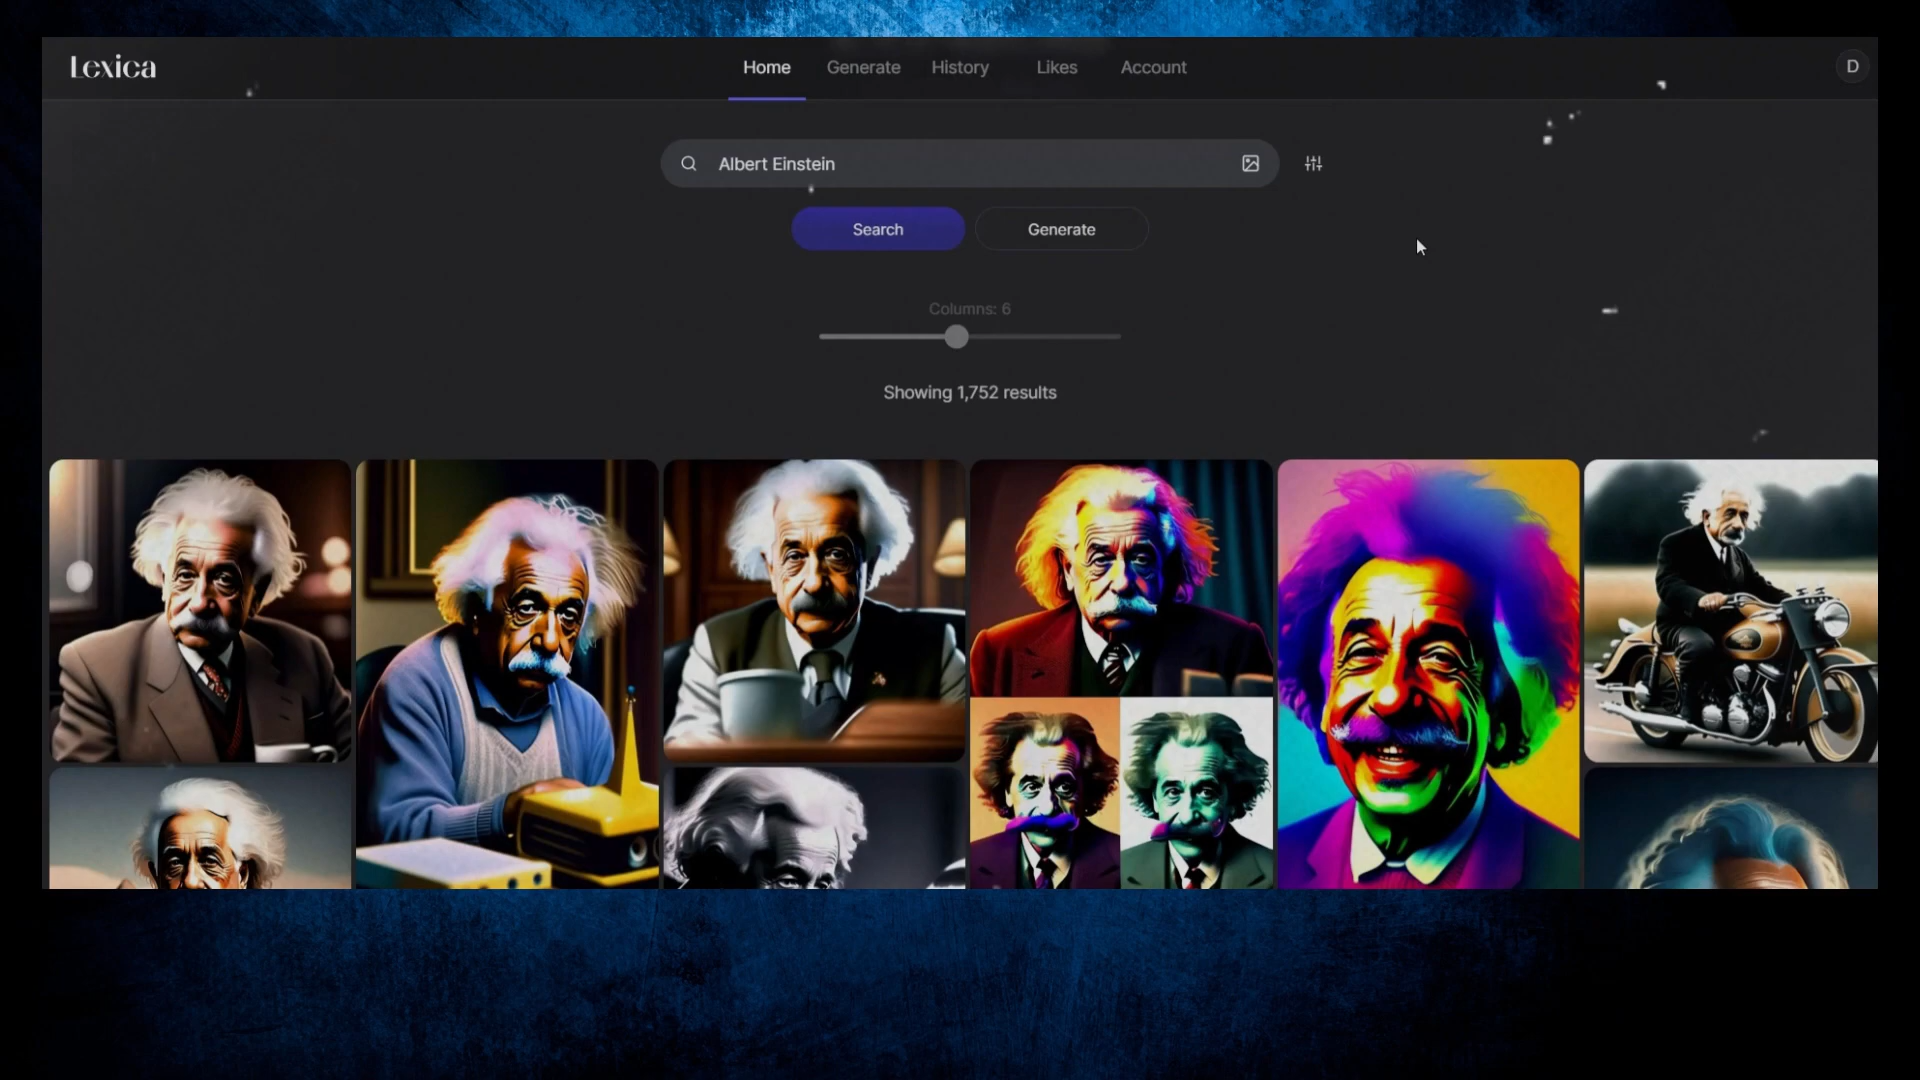 Lexica
Home Generate History Likes Account
D
Albert Einstein
Search Generate
Columns: 6
Showing 1,752 results